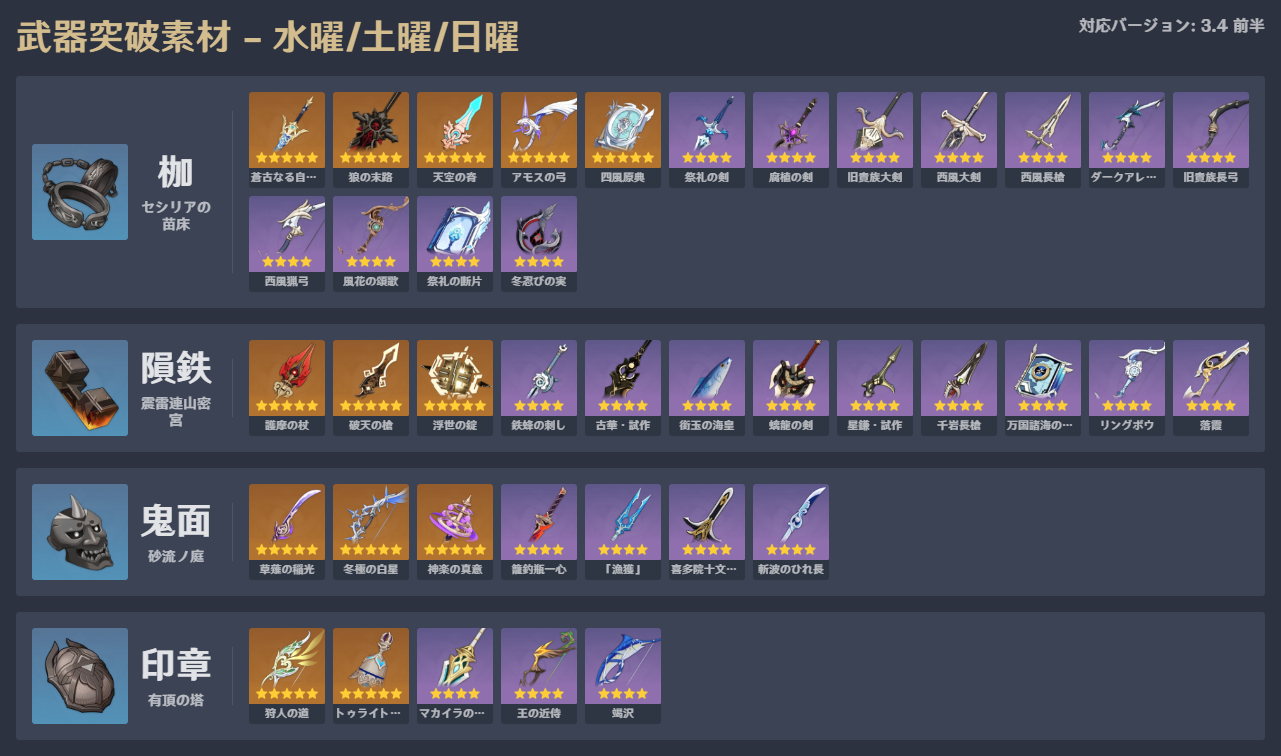 武器突破素材 – 水曜/土曜/日曜
対応バージョン: 3.4 前半
枷
セシリアの
苗床
蒼古なる自…
狼の末路
天空の脊
アモスの弓
四風原典
祭礼の剣
腐植の剣
旧貴族大剣
西風大剣
西風長槍
ダークアレ…
旧貴族長弓
西風猟弓
風花の頌歌
祭礼の断片
冬忍びの実
隕鉄
震雷連山密
宮
護摩の杖
破天の槍
浮世の錠
鉄蜂の刺し
古華・試作
銜玉の海皇
螭龍の剣
星鎌・試作
千岩長槍
万国諸海の…
リングボウ
落霞
鬼面
砂流ノ庭
草薙の稲光
冬極の白星
神楽の真意
籠釣瓶一心
「漁獲」
喜多院十文…
斬波のひれ長
印章
有頂の塔
狩人の道
トゥライト…
マカイラの…
王の近侍
竭沢